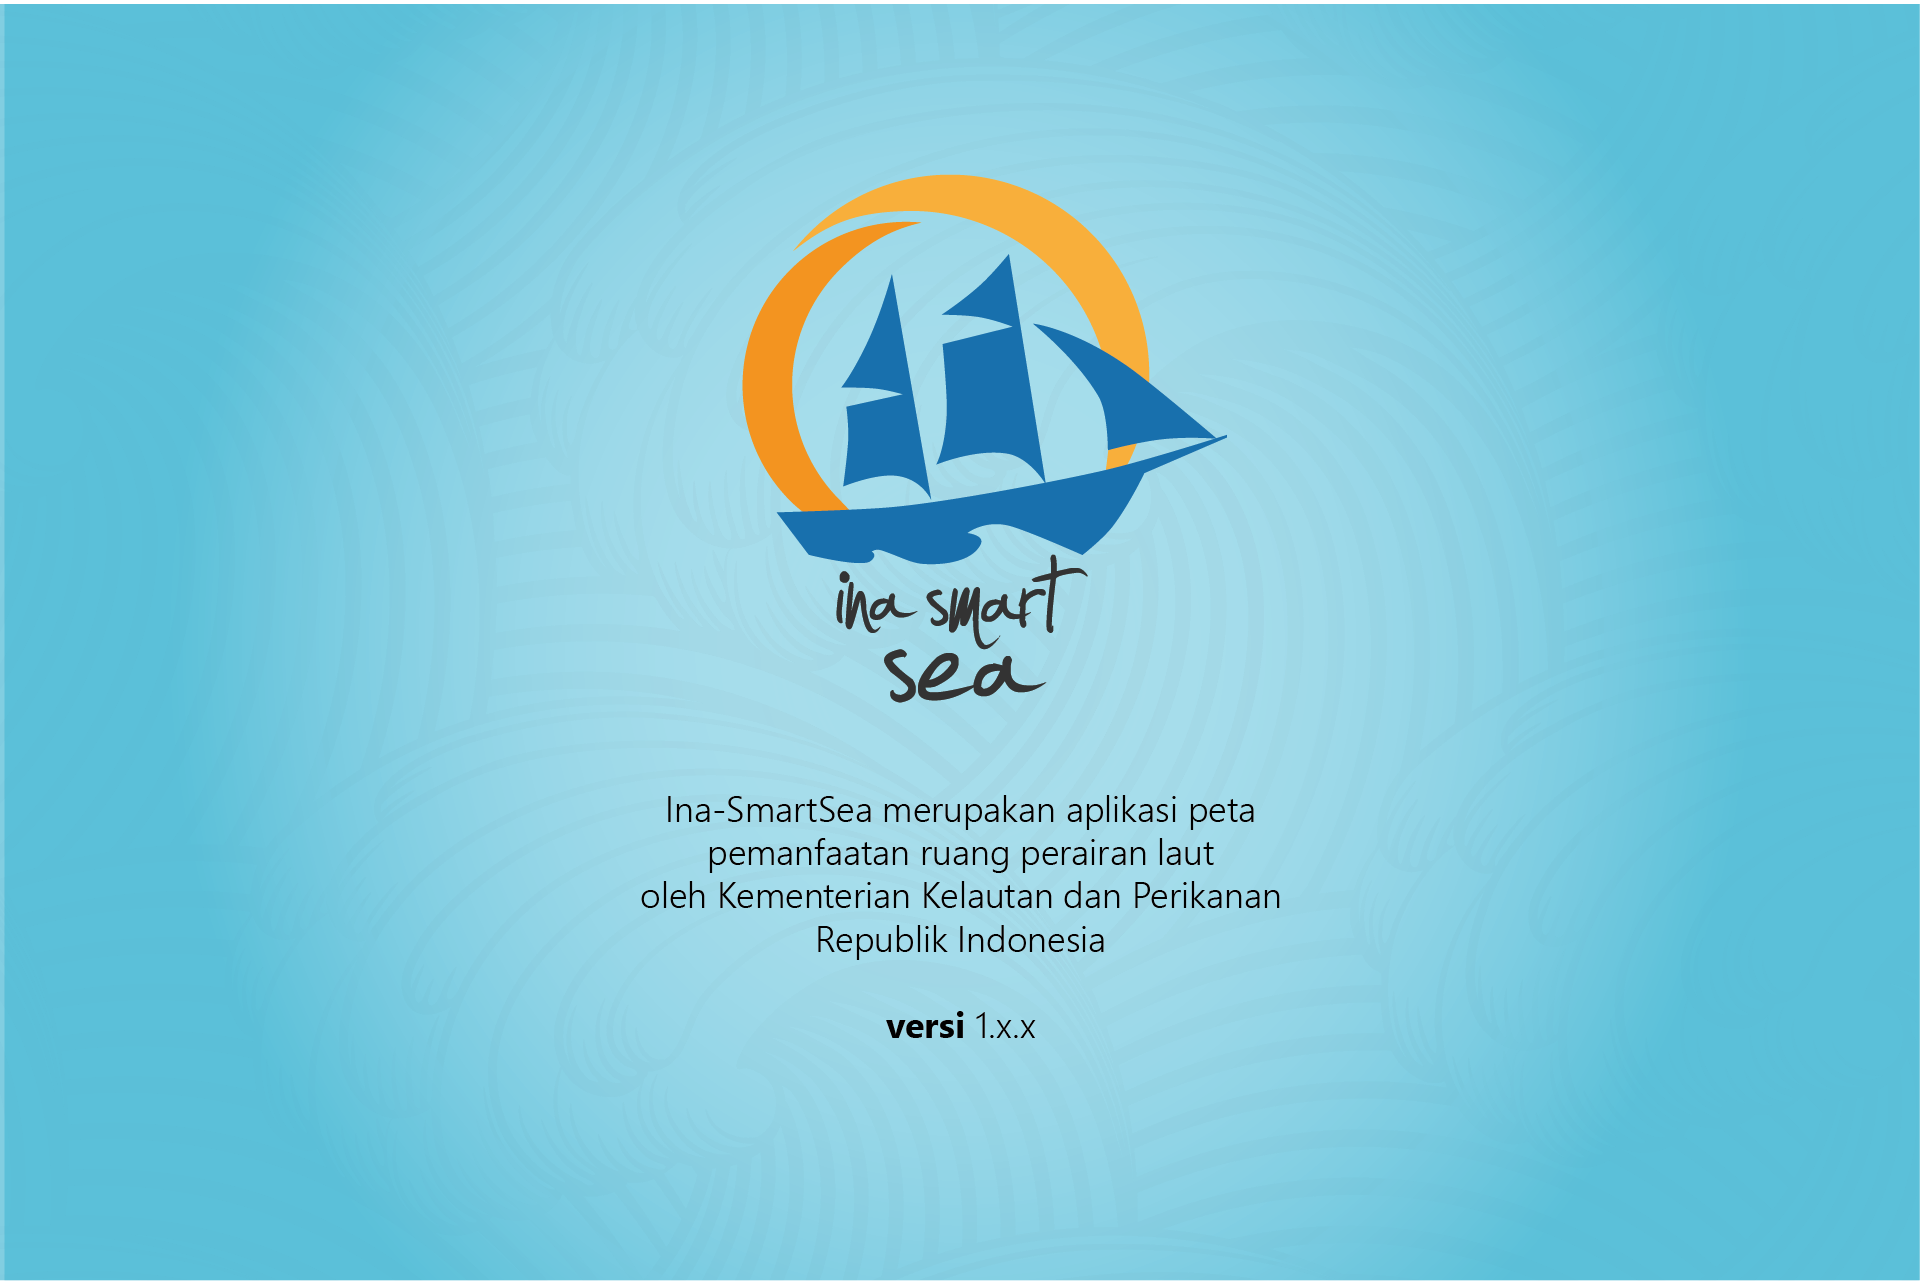 ina smart
sea
Ina-SmartSea merupakan aplikasi peta
pemanfaatan ruang perairan laut
oleh Kementerian Kelautan dan Perikanan
Republik Indonesia
versi 1.x.x